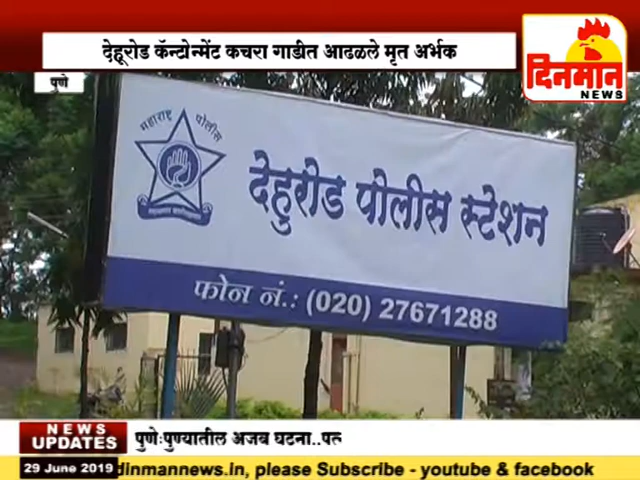 देहूरोड कॅन्टोन्मेंट कचरा गाडीत आढळले मृत अर्भक
पुणे
दिनमान
NEWS
महाराष्ट्र पोलीस
देहुरोड पोलीस स्टेशन
फोन नं.: (020) 27671288
NEWS
UPDATES
पुणेःपुण्यातील अजब घटना..पत्
29 June 2019
dinmannews.in, please Subscribe - youtube & facebook